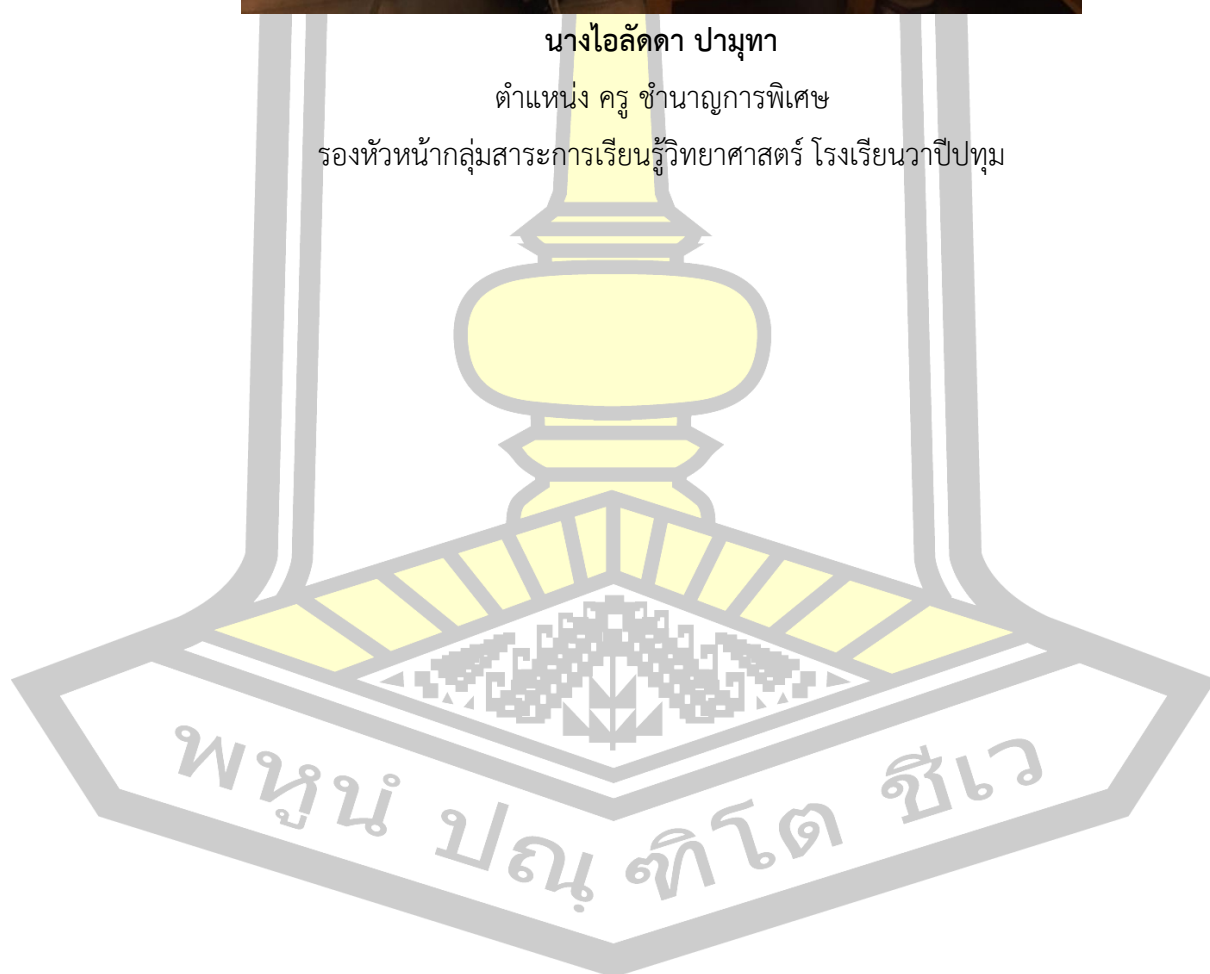 นางไอลัดดา ปามุทา
ตำแหน่ง ครู ชำนาญการพิเศษ
รองหัวหน้ากลุ่มสาระการเรียนรู้วิทยาศาสตร์ โรงเรียนวาปีปทุม
พหูนํ ปณฺฑิโต ชีเว